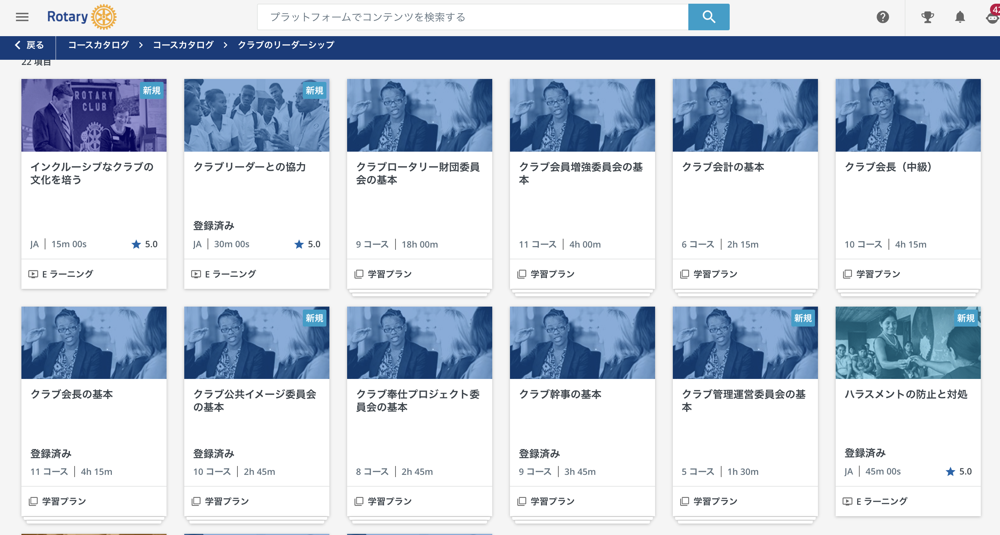 Rotary
プラットフォームでコンテンツを検索する
42
戻る
コースカタログ
コースカタログ
クラブのリーダーシップ
22 項目
ROTARY
CLUB
新規
インクルーシブなクラブの
文化を培う
JA
15m 00s
5.0
E ラーニング
新規
クラブリーダーとの協力
登録済み
JA
30m 00s
5.0
E ラーニング
クラブロータリー財団委員
会の基本
9 コース
18h 00m
学習プラン
クラブ会員増強委員会の基
本
11 コース
4h 00m
学習プラン
クラブ会計の基本
6 コース
2h 15m
学習プラン
クラブ会長（中級）
10 コース
4h 15m
学習プラン
クラブ会長の基本
登録済み
11 コース
4h 15m
学習プラン
新規
クラブ公共イメージ委員会
の基本
登録済み
10 コース
2h 45m
学習プラン
クラブ奉仕プロジェクト委
員会の基本
8 コース
2h 45m
学習プラン
クラブ幹事の基本
登録済み
9 コース
3h 45m
学習プラン
新規
クラブ管理運営委員会の基
本
5 コース
1h 30m
学習プラン
新規
ハラスメントの防止と対処
登録済み
JA
45m 00s
5.0
E ラーニング